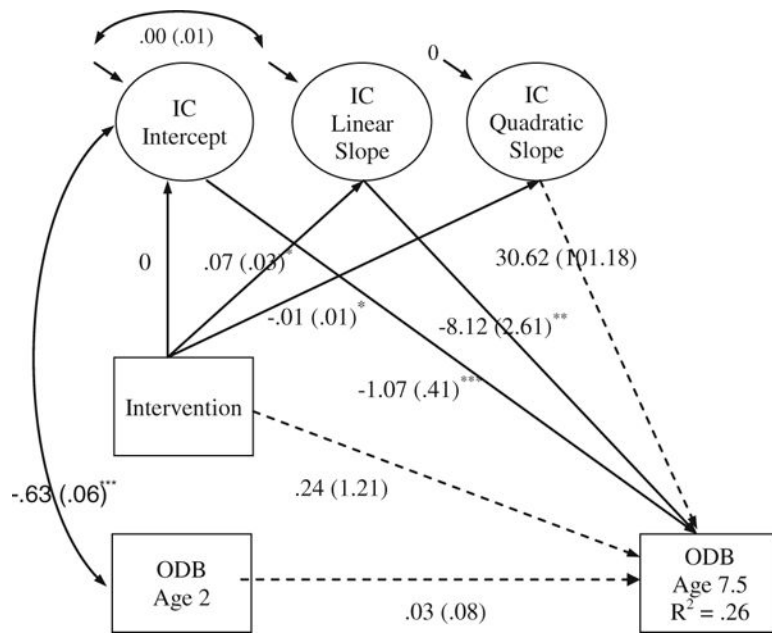 .00 (.01)
0
IC
Intercept
IC
Linear
Slope
IC
Quadratic
Slope
0
.07 (.03)*
30.62 (101.18)
-.01 (.01)*
-8.12 (2.61)**
-1.07 (.41)***
Intervention
-.63 (.06)***
.24 (1.21)
ODB
Age 2
ODB
Age 7.5
R² = .26
.03 (.08)